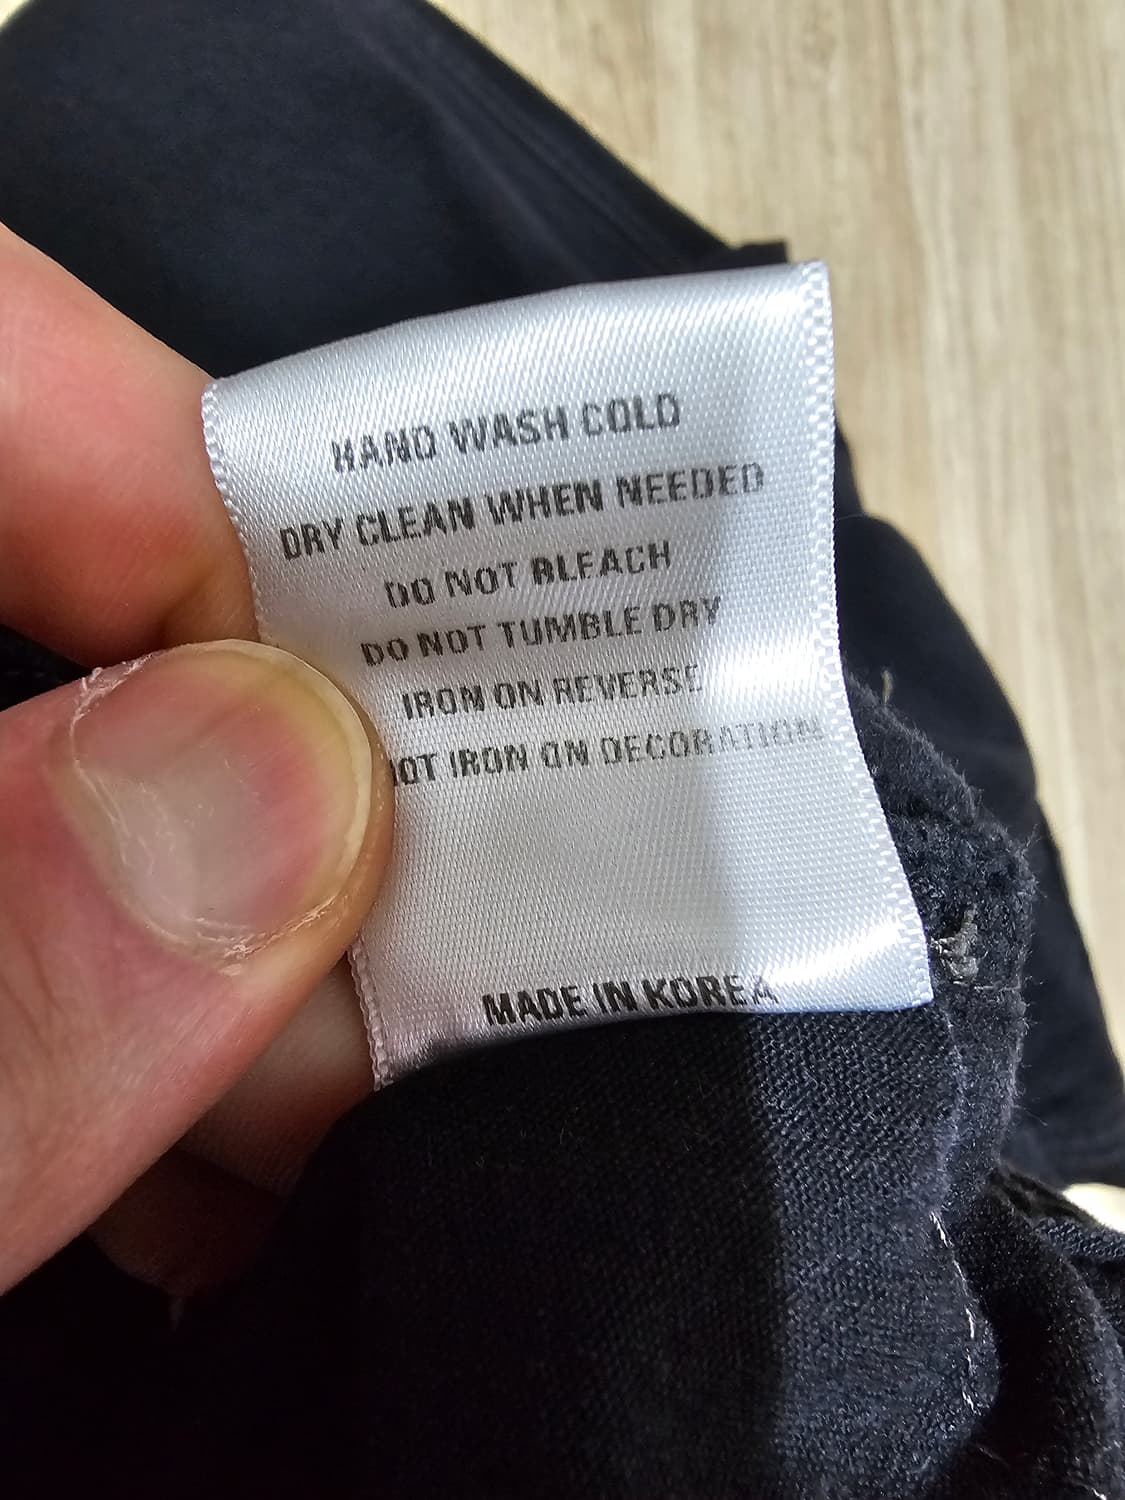 HAND WASH COLD
DRY CLEAN WHEN NEEDED
DO NOT BLEACH
DO NOT TUMBLE DRY
IRON ON REVERSE
IRON ON DECORATION
MADE IN KOREA